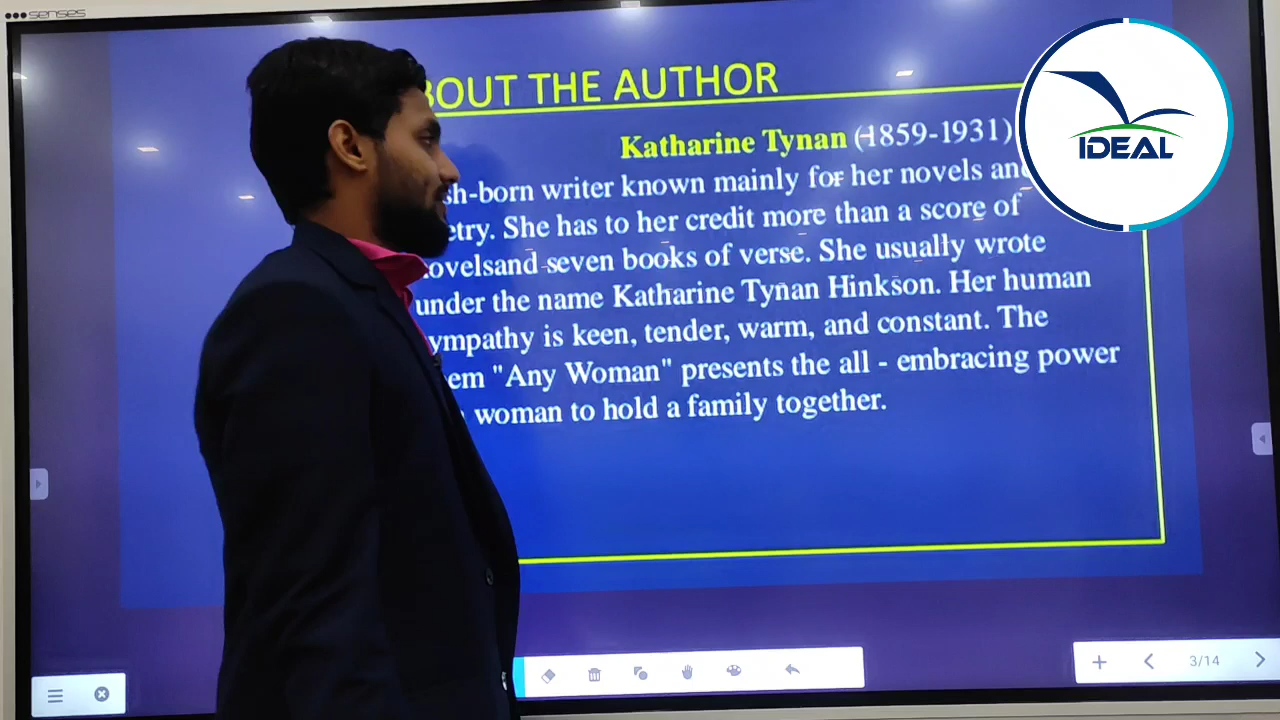 senses
BOUT THE AUTHOR
Katharine Tynan (1859-1931)
sh-born writer known mainly for her novels and
etry. She has to her credit more than a score of
ovelsand seven books of verse. She usually wrote
under the name Katharine Tynan Hinkson. Her human
ympathy is keen, tender, warm, and constant. The
em "Any Woman" presents the all - embracing power
woman to hold a family together.
IDEAL
3/14